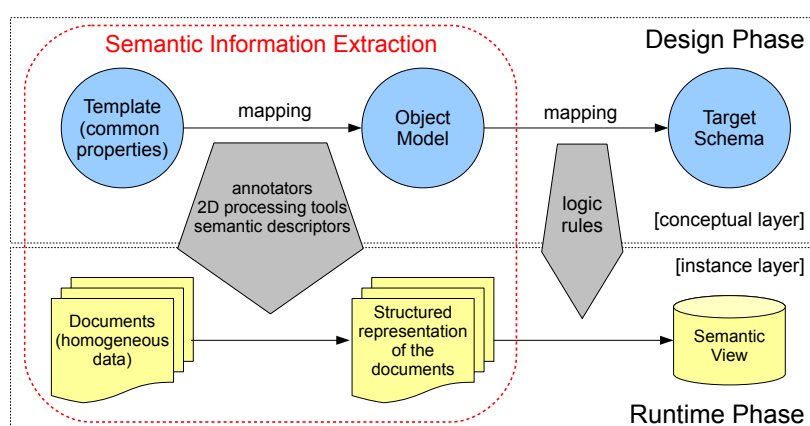 Semantic Information Extraction
Design Phase
Template
(common
properties)
mapping
Object
Model
mapping
Target
Schema
annotators
2D processing tools
semantic descriptors
logic
rules
[conceptual layer]
[instance layer]
Documents
(homogeneous
data)
Structured
representation
of the
documents
Semantic
View
Runtime Phase